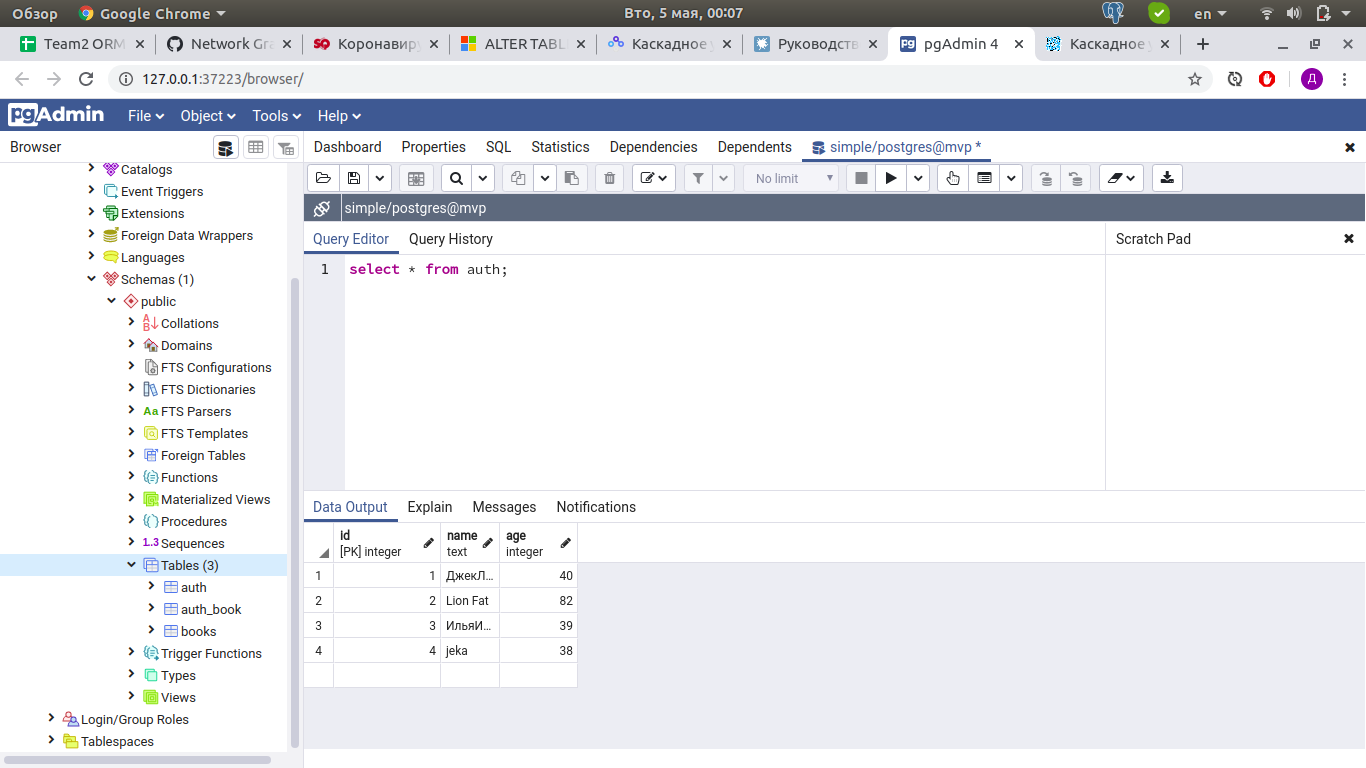 Обзор Google Chrome Вто, 5 мая, 00:07 en
Team2 ORM Network Gra Коронавиру ALTER TABL Каскадное у Руководств pgAdmin 4 Каскадное у
127.0.0.1:37223/browser/ Д
pgAdmin File Object Tools Help
Browser Dashboard Properties SQL Statistics Dependencies Dependents simple/postgres@mvp *
No limit
simple/postgres@mvp
Query Editor Query History Scratch Pad
1 select * from auth;
Catalogs
Event Triggers
Extensions
Foreign Data Wrappers
Languages
Schemas (1)
public
Collations
Domains
FTS Configurations
FTS Dictionaries
Aa FTS Parsers
FTS Templates
Foreign Tables
Functions
Materialized Views
Procedures
1..3 Sequences
Tables (3)
auth
auth_book
books
Trigger Functions
Types
Views
Login/Group Roles
Tablespaces
Data Output Explain Messages Notifications
id name age
[PK] integer text integer
1 1 ДжекЛ... 40
2 2 Lion Fat 82
3 3 ИльяИ... 39
4 4 jeka 38